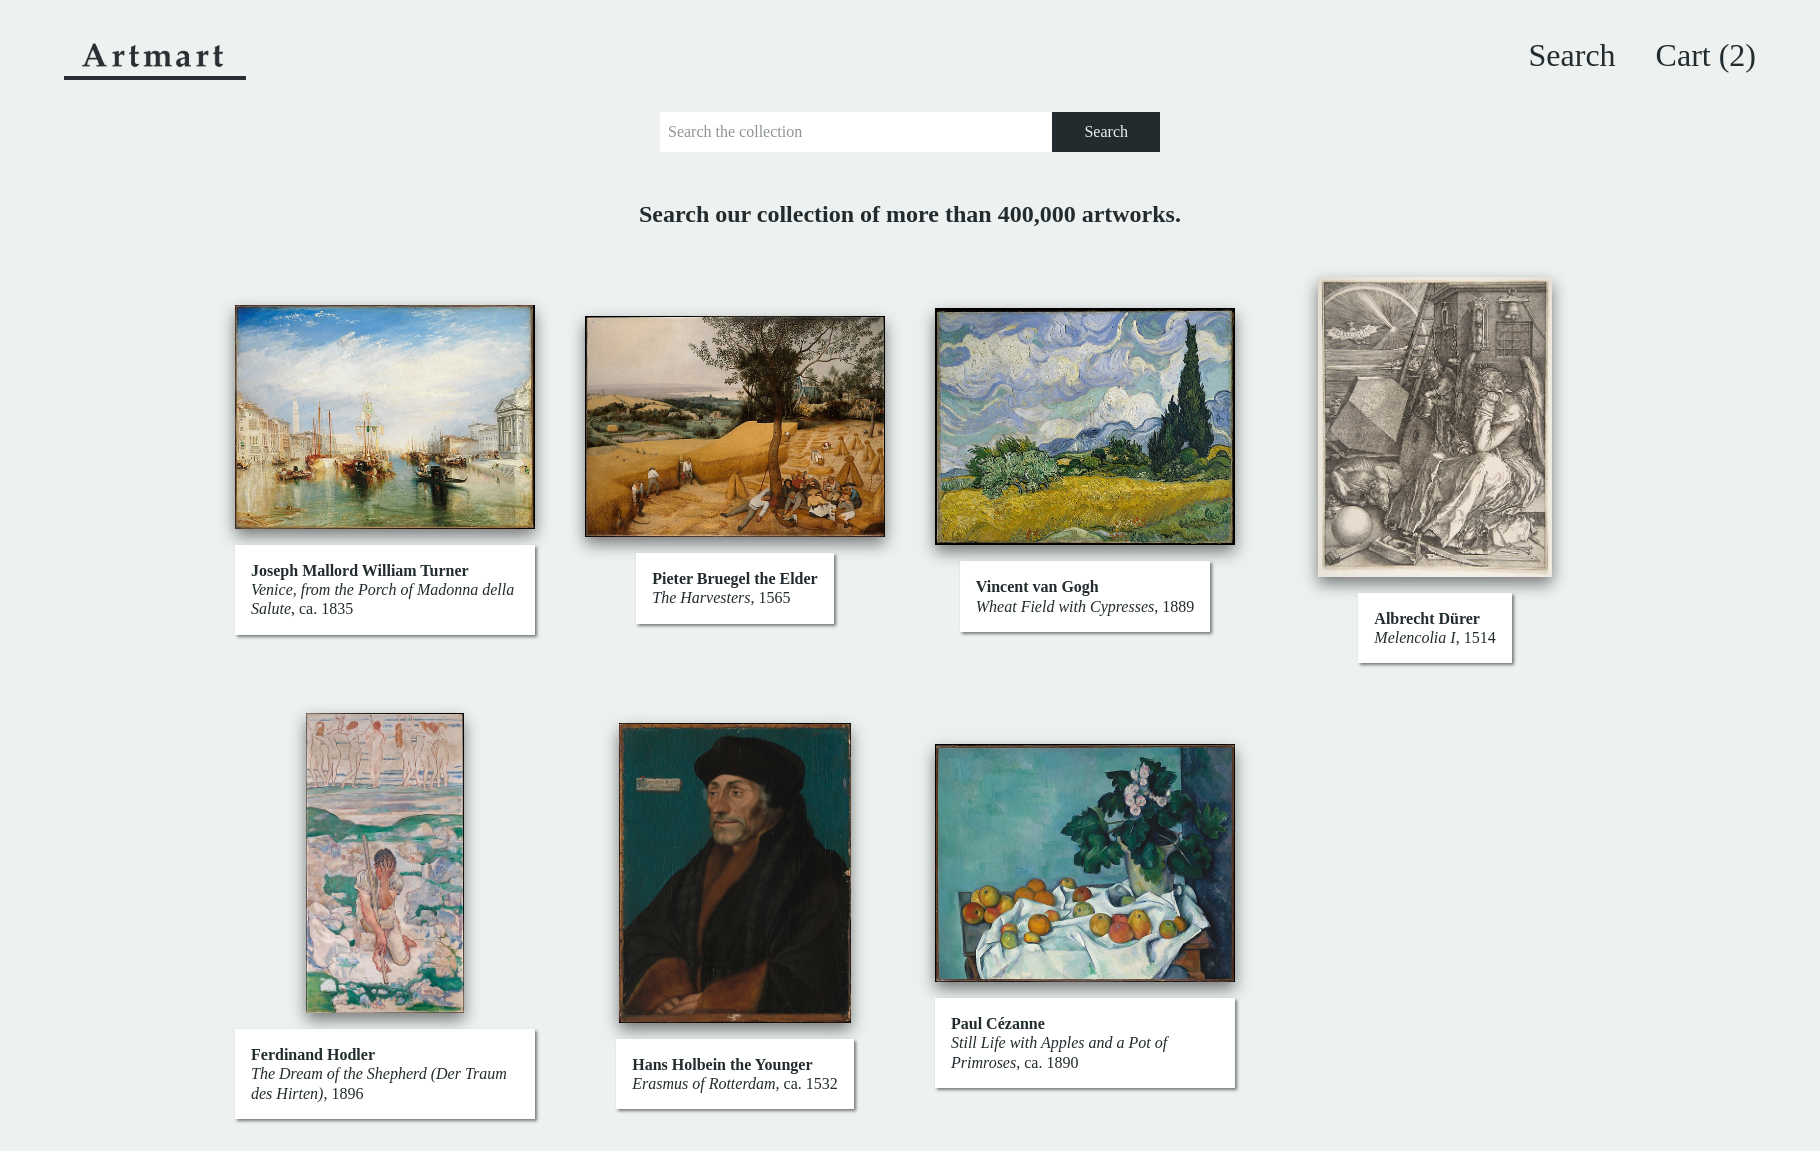 Artmart
Search
Cart (2)
Search the collection
Search
Search our collection of more than 400,000 artworks.
Joseph Mallord William Turner
Venice, from the Porch of Madonna della
Salute, ca. 1835
Pieter Bruegel the Elder
The Harvesters, 1565
Vincent van Gogh
Wheat Field with Cypresses, 1889
Albrecht Dürer
Melencolia I, 1514
Ferdinand Hodler
The Dream of the Shepherd (Der Traum
des Hirten), 1896
Hans Holbein the Younger
Erasmus of Rotterdam, ca. 1532
Paul Cézanne
Still Life with Apples and a Pot of
Primroses, ca. 1890